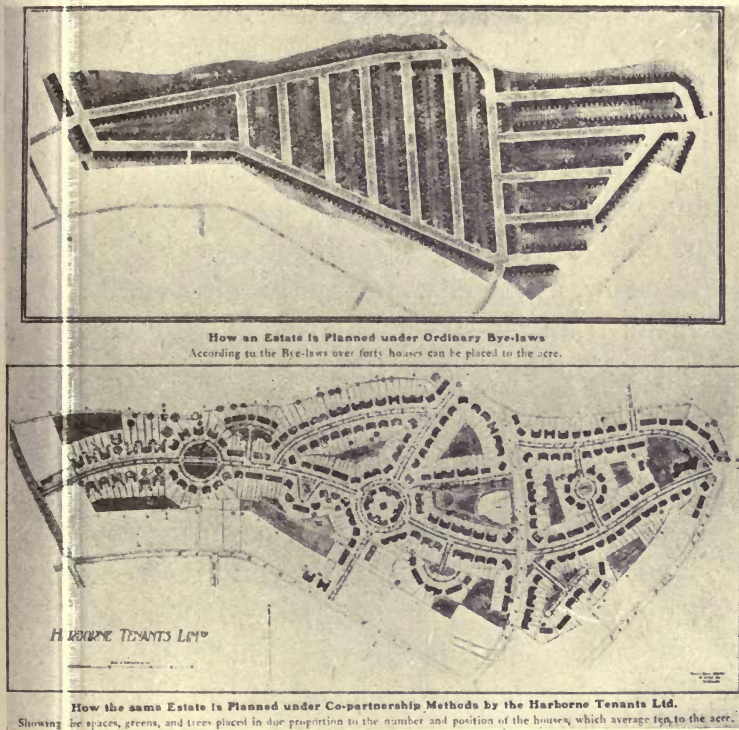 How an Estate is Planned under Ordinary Bye-laws
According to the Bye-laws over forty houses can be placed to the acre.
HARBORNE TENANTS LIMTD
How the same Estate is Planned under Co-partnership Methods by the Harborne Tenants Ltd.
Showing the spaces, greens, and trees placed in due proportion to the number and position of the houses, which average ten to the acre.